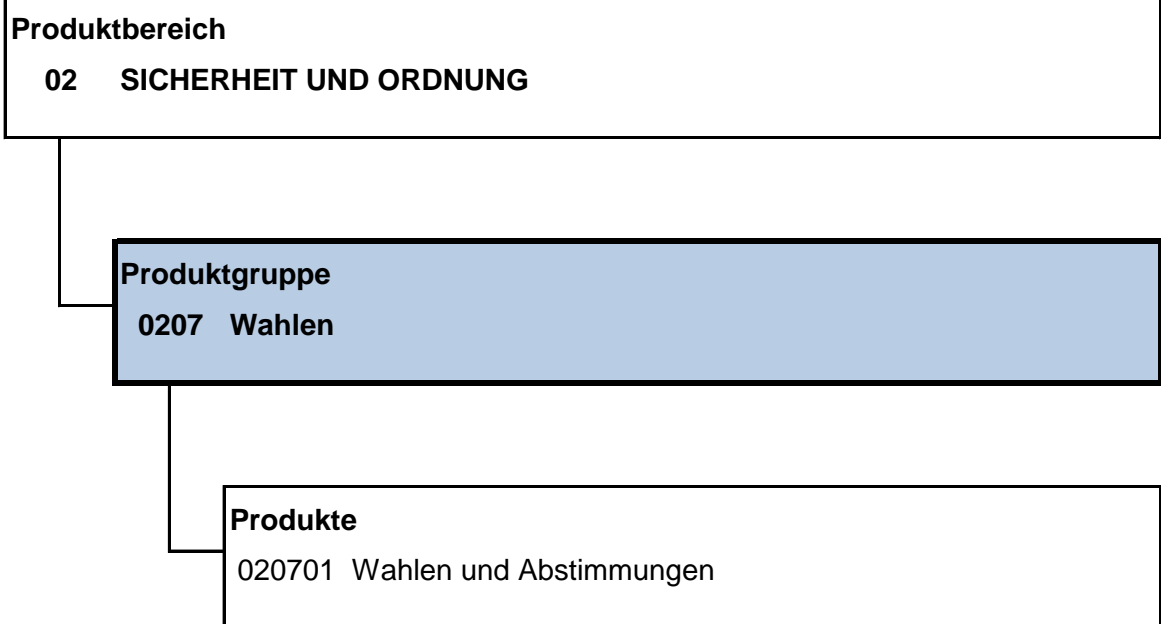 Produktbereich
02 SICHERHEIT UND ORDNUNG
Produktgruppe
0207 Wahlen
Produkte
020701 Wahlen und Abstimmungen